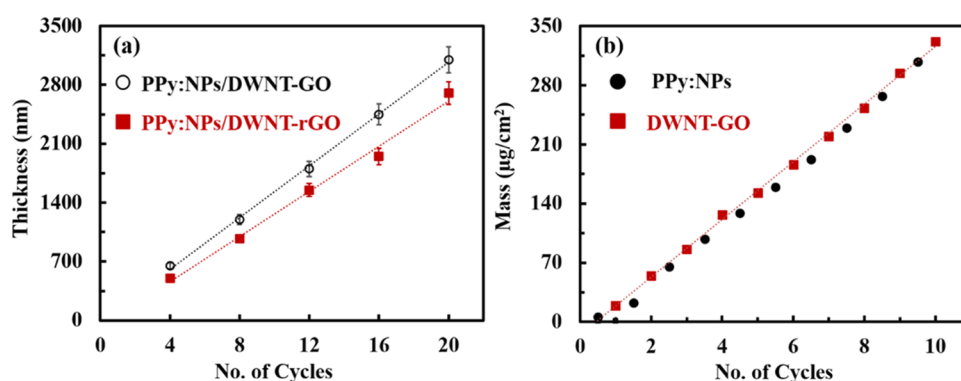 (a)
PPy:NPs/DWNT-GO
PPy:NPs/DWNT-rGO
Thickness (nm)
3500
2800
2100
1400
700
0
0 4 8 12 16 20
No. of Cycles
(b)
PPy:NPs
DWNT-GO
Mass (µg/cm²)
350
280
210
140
70
0
0 2 4 6 8 10
No. of Cycles